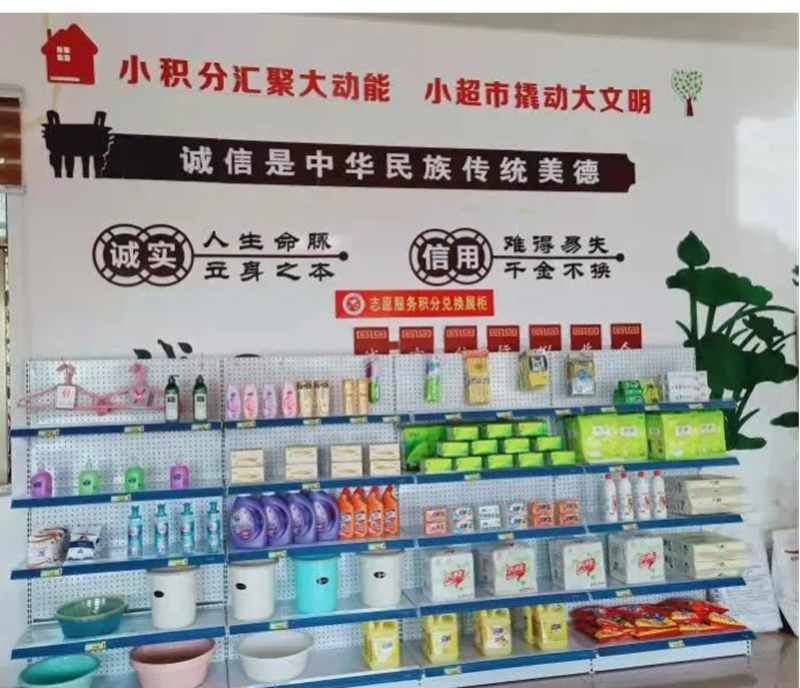 小积分汇聚大动能 小超市撬动大文明
诚信是中华民族传统美德
诚实 人生命脉
立身之本
信用 难得易失
千金不换
志愿服务积分兑换展柜